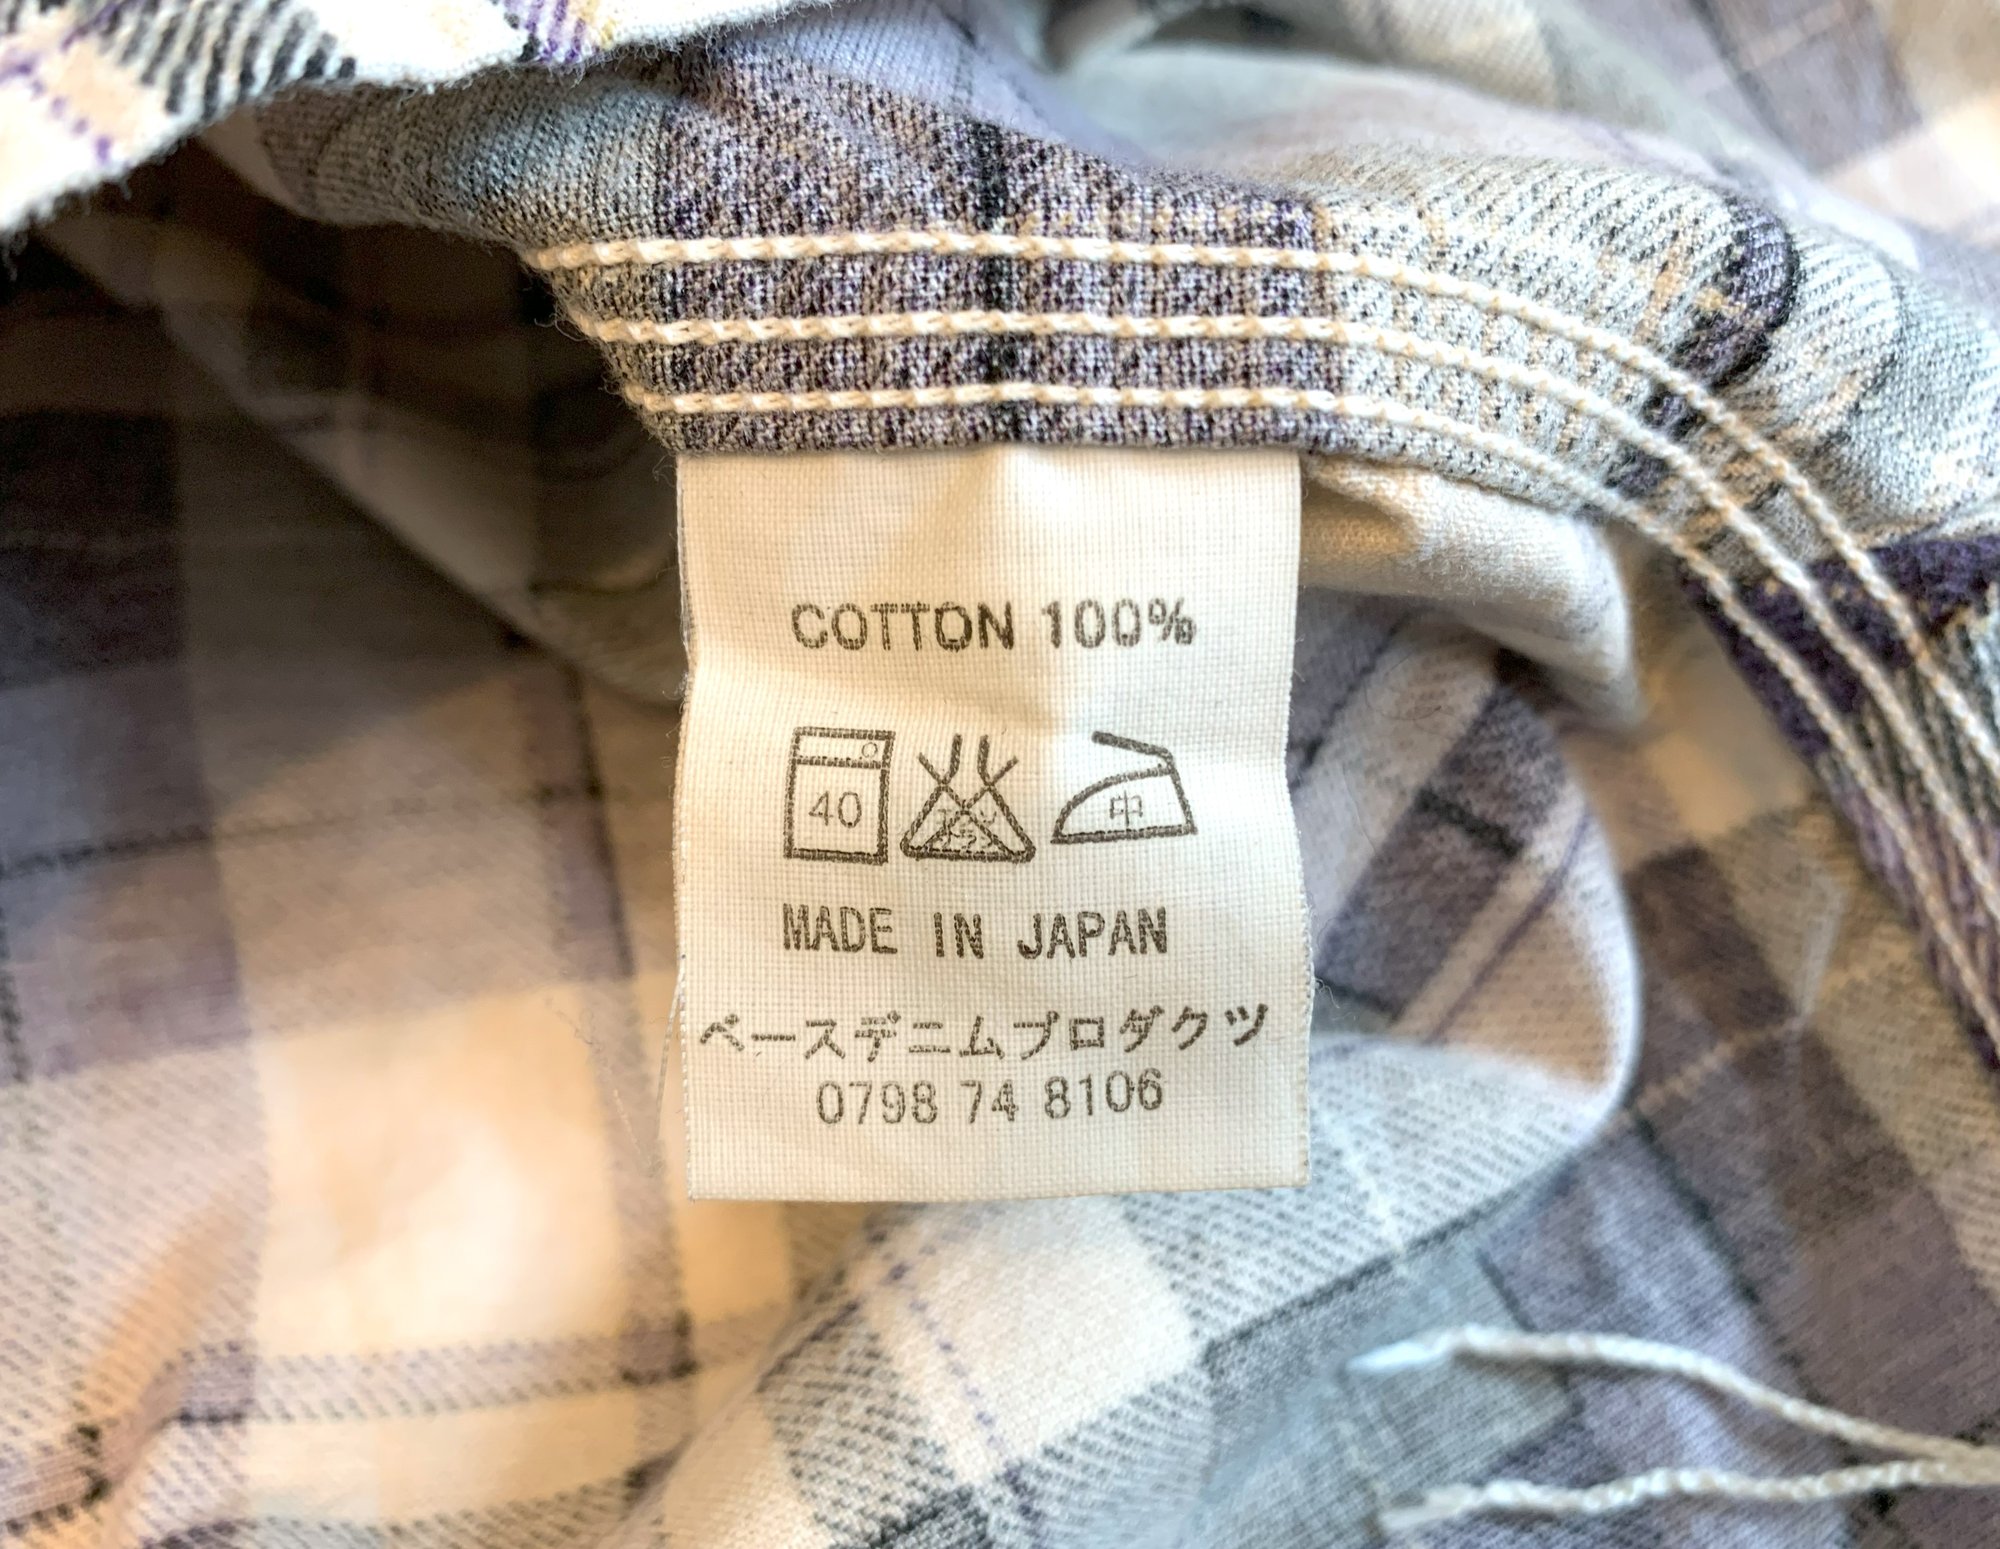 COTTON 100%
40 中
MADE IN JAPAN
ベースデニムプロダクツ
0798 74 8106